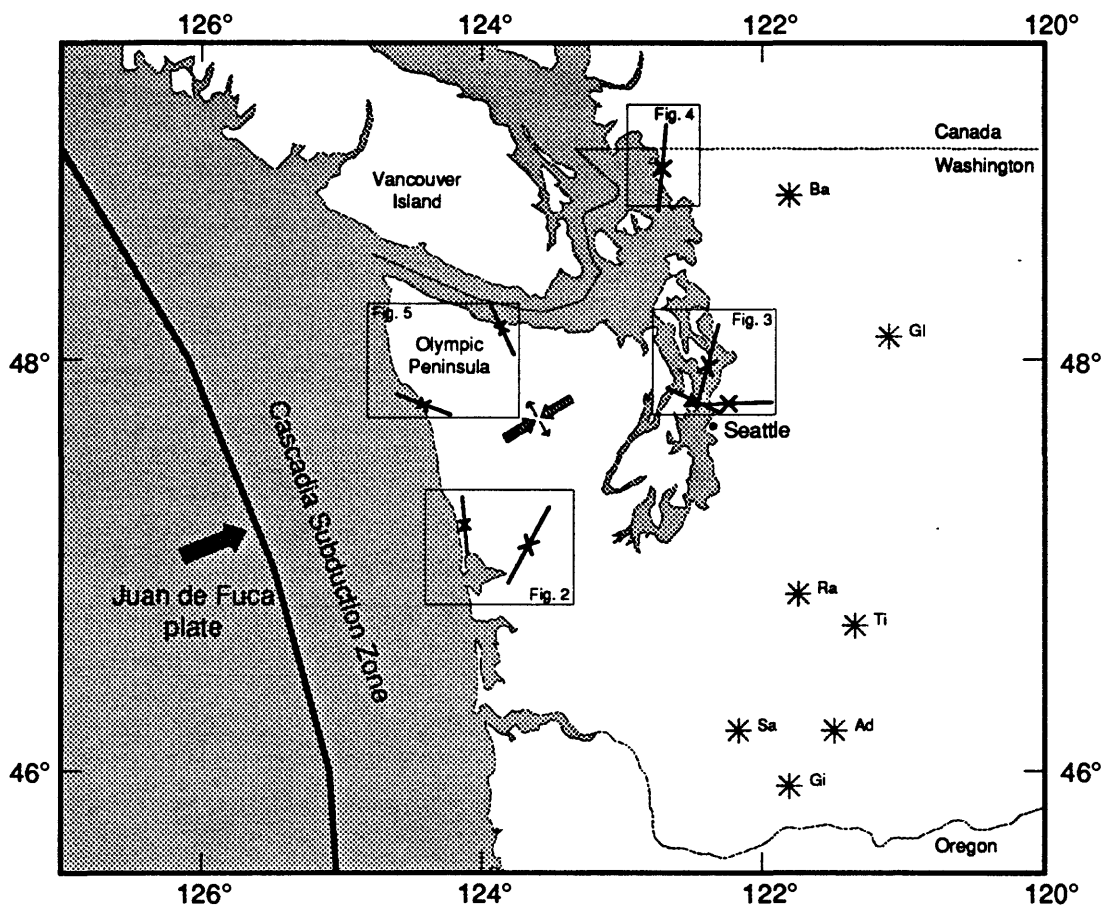 126°
124°
122°
120°
Fig. 4
Canada
Washington
Vancouver
Island
Ba
Fig. 5
Fig. 3
Gl
48°
48°
Olympic
Peninsula
Seattle
Cascadia Subduction Zone
Juan de Fuca
plate
Fig. 2
Ra
Ti
Sa
Ad
46°
46°
Gi
Oregon
126°
124°
122°
120°